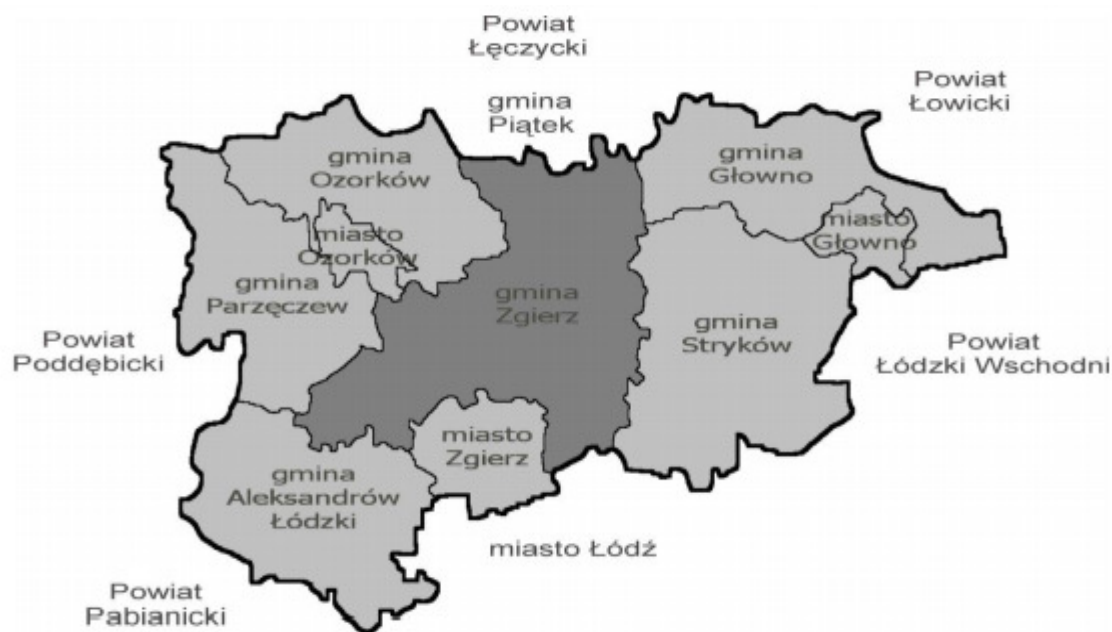 Powiat
Łęczycki
gmina
Piątek
Powiat
Łowicki
gmina
Ozorków
gmina
Głowno
miasto
Ozorków
miasto
Głowno
gmina
Parzęczew
gmina
Zgierz
gmina
Stryków
Powiat
Poddębicki
Powiat
Łódzki Wschodni
miasto
Zgierz
gmina
Aleksandrów
Łódzki
miasto Łódź
Powiat
Pabianicki